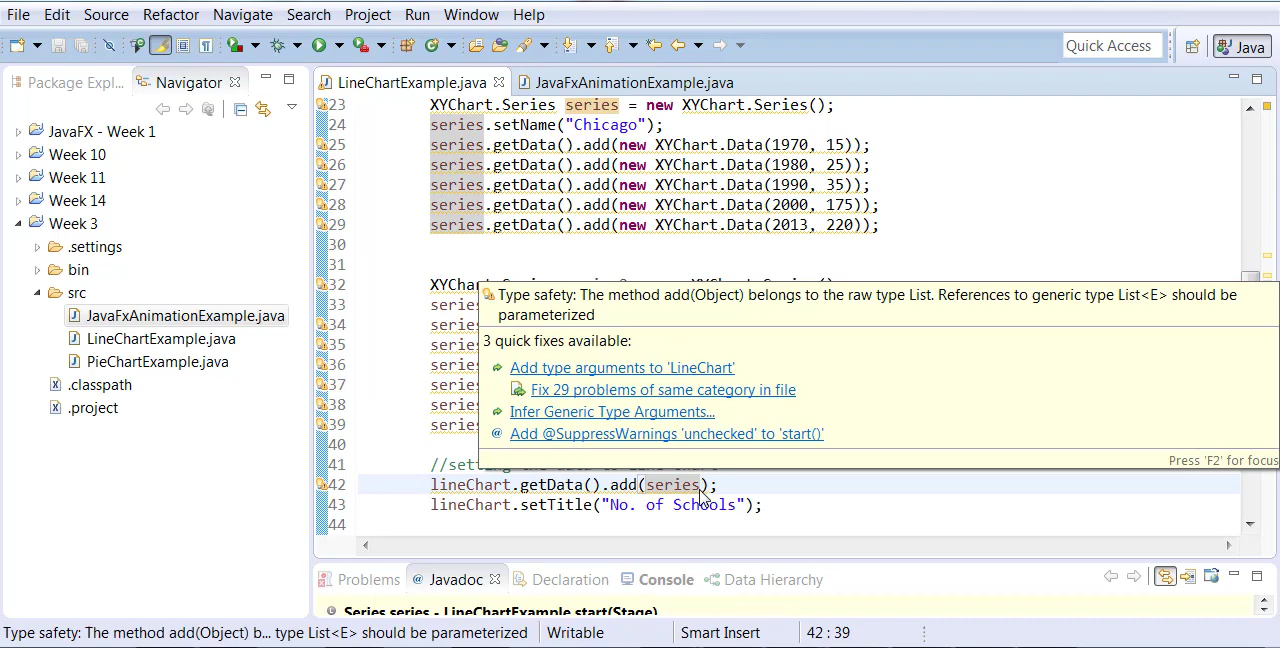 File Edit Source Refactor Navigate Search Project Run Window Help
Quick Access
Java
Package Expl...
Navigator
LineChartExample.java
JavaFxAnimationExample.java
JavaFX - Week 1
Week 10
Week 11
Week 14
Week 3
.settings
bin
src
JavaFxAnimationExample.java
LineChartExample.java
PieChartExample.java
.classpath
.project
23 XYChart.Series series = new XYChart.Series();
24 series.setName("Chicago");
25 series.getData().add(new XYChart.Data(1970, 15));
26 series.getData().add(new XYChart.Data(1980, 25));
27 series.getData().add(new XYChart.Data(1990, 35));
28 series.getData().add(new XYChart.Data(2000, 175));
29 series.getData().add(new XYChart.Data(2013, 220));
30
31
32
33 series
34 series
35 series
36 series
37 series
38 series
39 series
40
41
42 lineChart.getData().add(series);
43 lineChart.setTitle("No. of Schools");
44
Type safety: The method add(Object) belongs to the raw type List. References to generic type List<E> should be
parameterized
3 quick fixes available:
Add type arguments to 'LineChart'
Fix 29 problems of same category in file
Infer Generic Type Arguments...
Add @SuppressWarnings 'unchecked' to 'start()'
Press 'F2' for focus
Problems
@ Javadoc
Declaration
Console
Data Hierarchy
Series series - LineChartExample.start(Stage)
Type safety: The method add(Object) b... type List<E> should be parameterized
Writable
Smart Insert
42 : 39